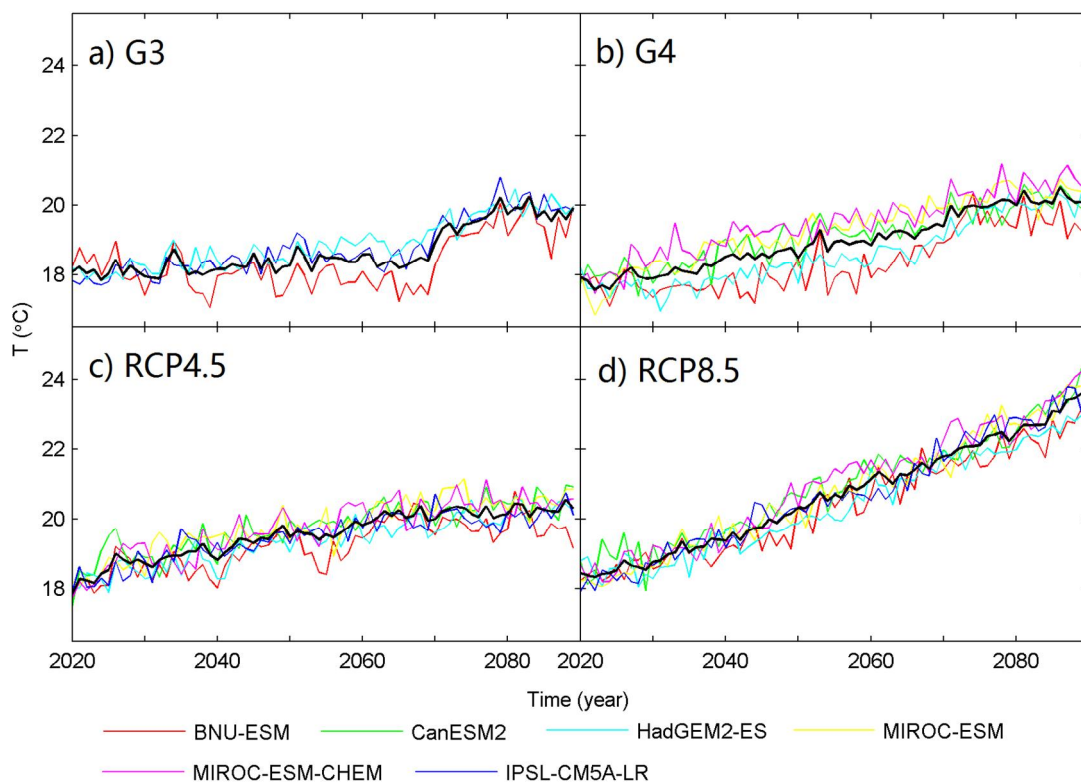 a) G3
b) G4
24
22
20
18
T (°C)
c) RCP4.5
d) RCP8.5
24
22
20
18
2020
2040
2060
2080
2020
2040
2060
2080
Time (year)
BNU-ESM
CanESM2
HadGEM2-ES
MIROC-ESM
MIROC-ESM-CHEM
IPSL-CM5A-LR